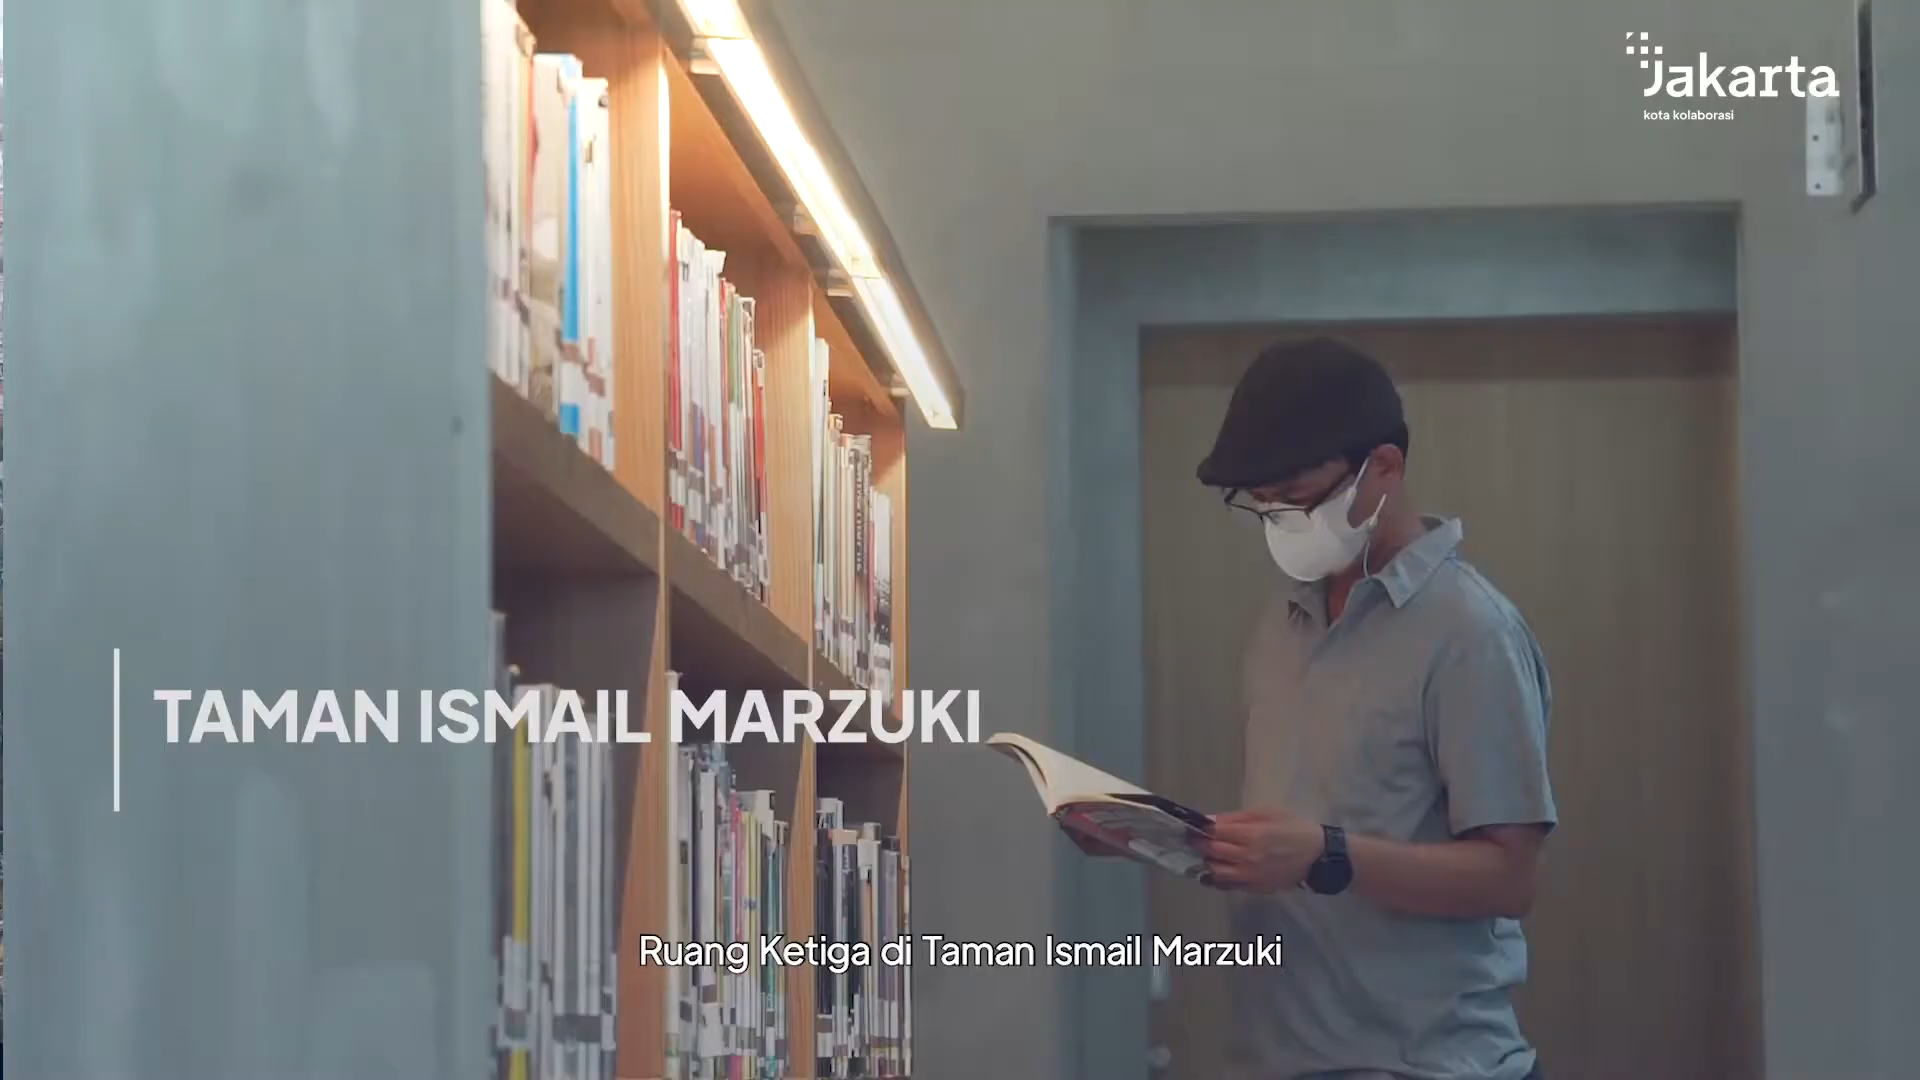 Jakarta
kota kolaborasi
TAMAN ISMAIL MARZUKI
Ruang Ketiga di Taman Ismail Marzuki